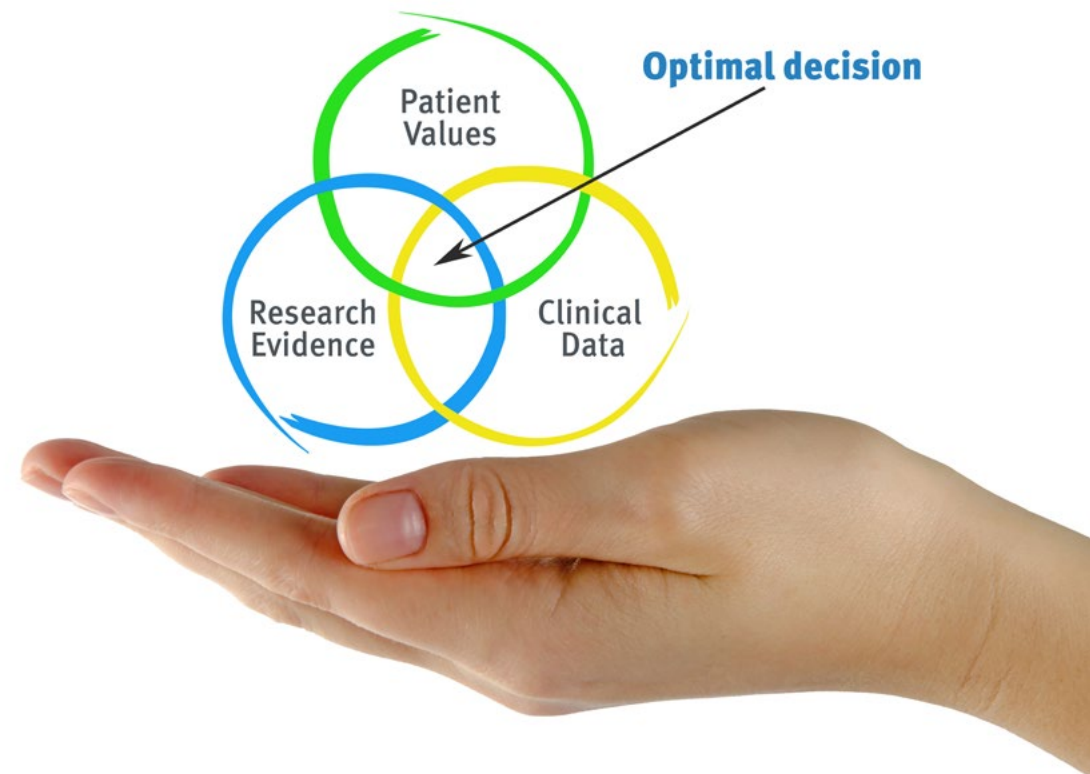 Optimal decision
Patient
Values
Research
Evidence
Clinical
Data